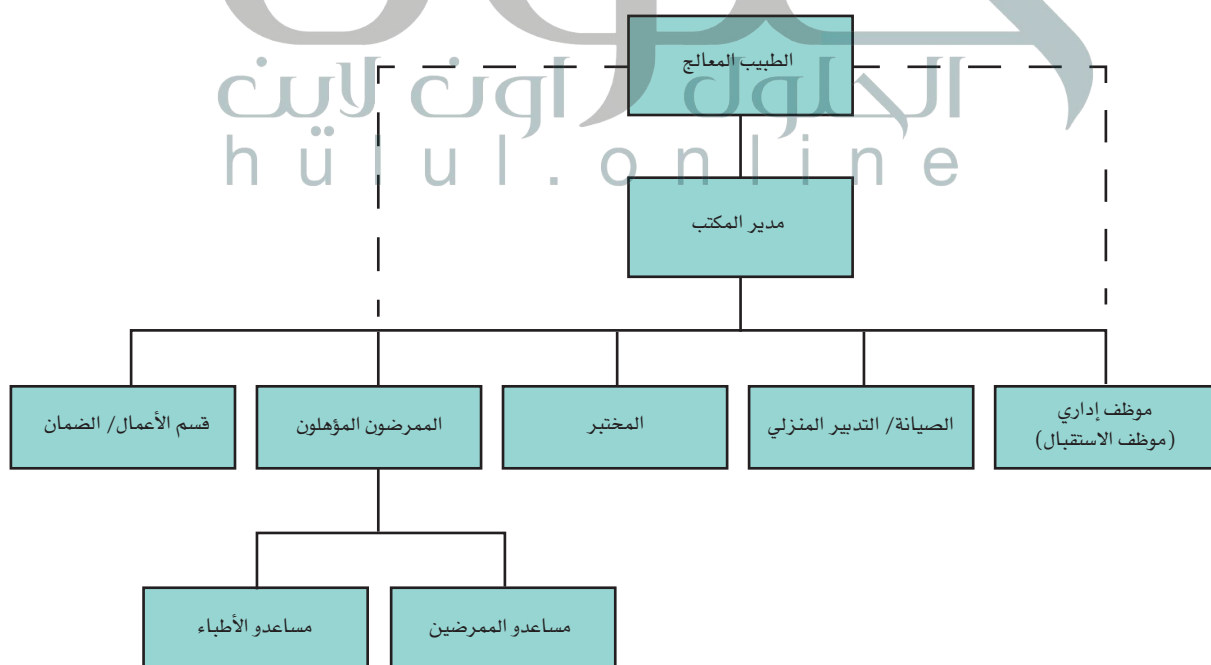 الطبيب المعالج
الحلول اون لاين
hülul.online
مدير المكتب
موظف إداري
(موظف الاستقبال)
الصيانة/ التدبير المنزلي
المختبر
الممرضون المؤهلون
قسم الأعمال/ الضمان
مساعدو الممرضين
مساعدو الأطباء